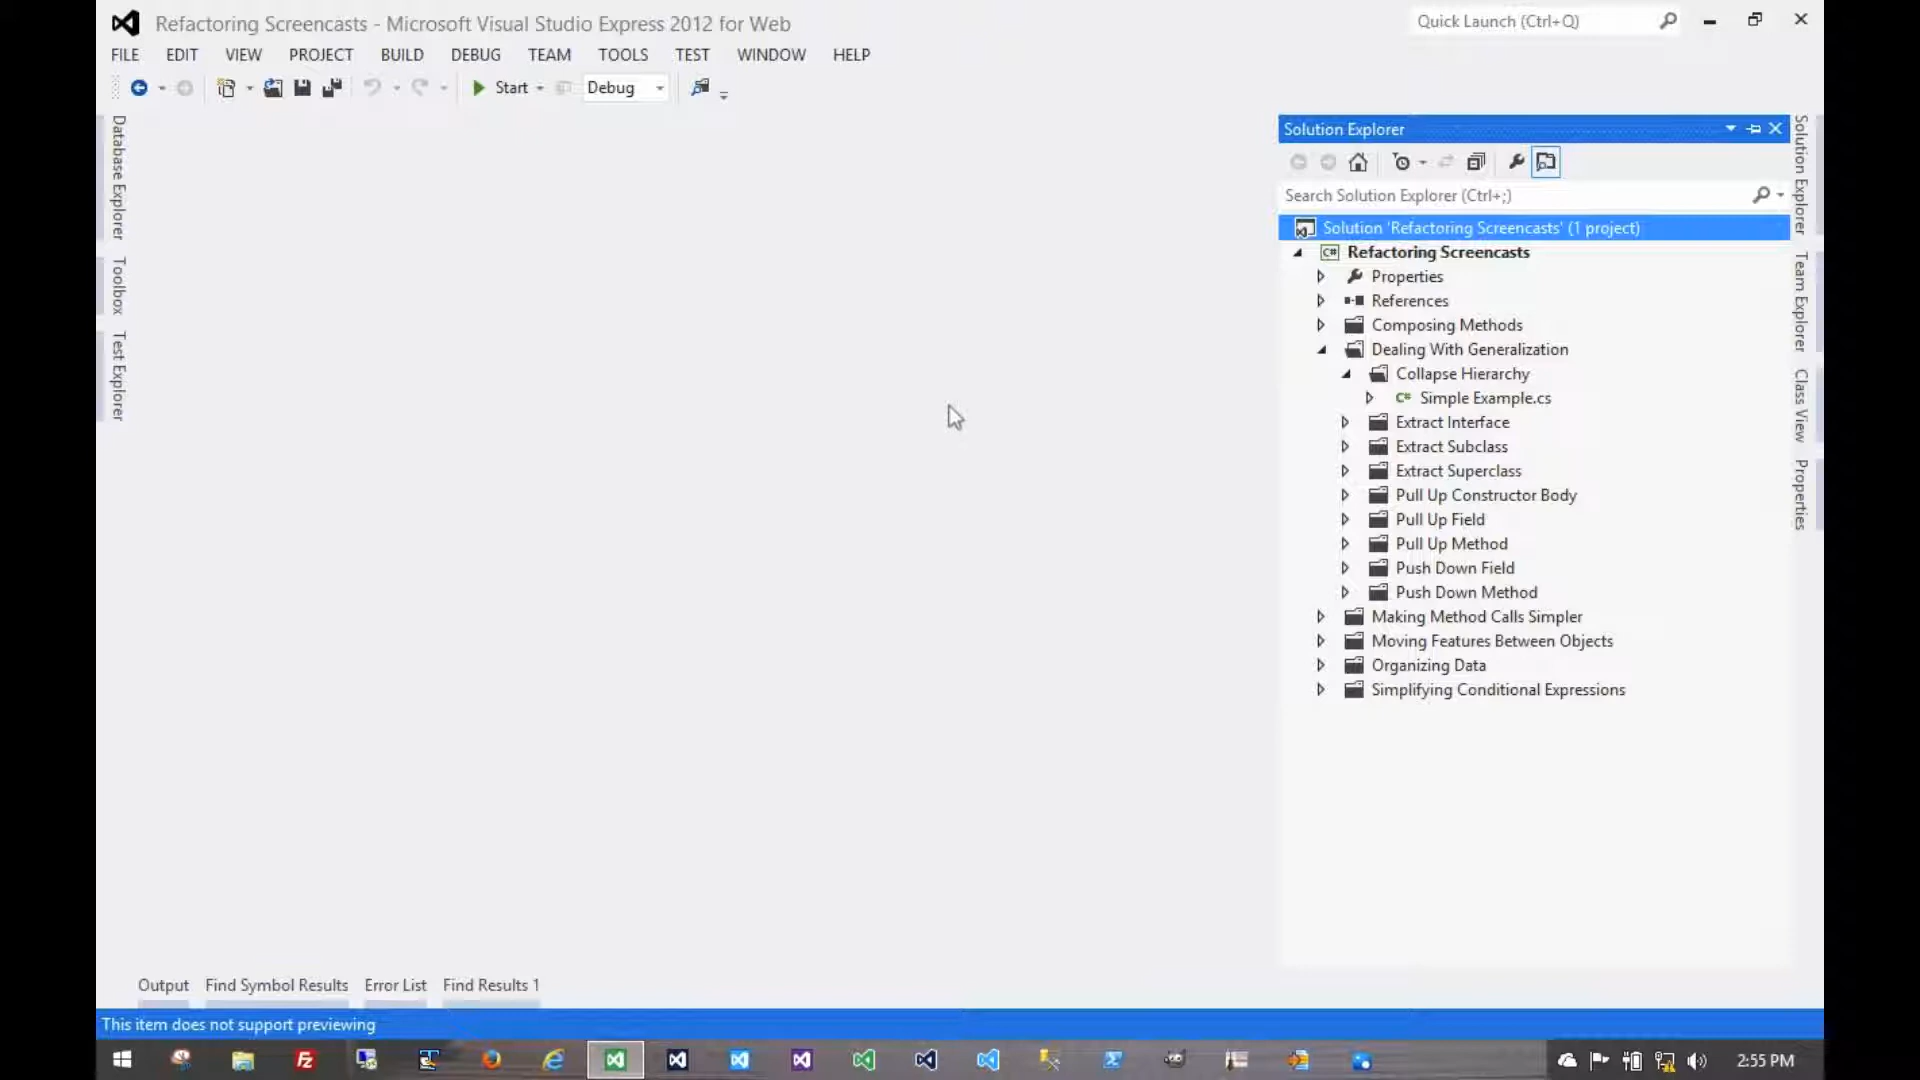 Refactoring Screencasts - Microsoft Visual Studio Express 2012 for Web
Quick Launch (Ctrl+Q)
FILE EDIT VIEW PROJECT BUILD DEBUG TEAM TOOLS TEST WINDOW HELP
Start Debug
Database Explorer
Toolbox
Test Explorer
Solution Explorer
Search Solution Explorer (Ctrl+;)
Solution 'Refactoring Screencasts' (1 project)
C# Refactoring Screencasts
Properties
References
Composing Methods
Dealing With Generalization
Collapse Hierarchy
C# Simple Example.cs
Extract Interface
Extract Subclass
Extract Superclass
Pull Up Constructor Body
Pull Up Field
Pull Up Method
Push Down Field
Push Down Method
Making Method Calls Simpler
Moving Features Between Objects
Organizing Data
Simplifying Conditional Expressions
Solution Explorer
Team Explorer
Class View
Properties
Output Find Symbol Results Error List Find Results 1
This item does not support previewing
2:55 PM